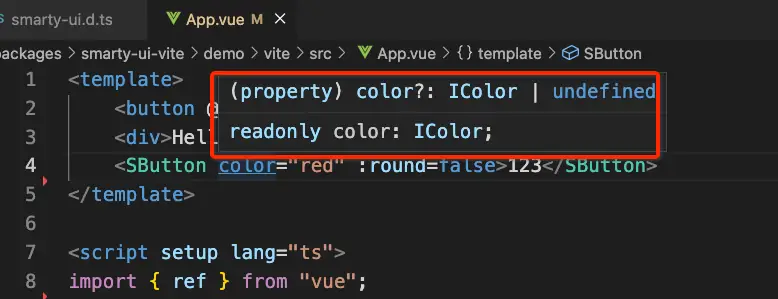 smarty-ui.d.ts
App.vue M
packages > smarty-ui-vite > demo > vite > src > App.vue > {} template > SButton
1 <template>
(property) color?: IColor | undefined
2 <button @
readonly color: IColor;
3 <div>Hell
4 <SButton color="red" :round=false>123</SButton>
5 </template>
6
7 <script setup lang="ts">
8 import { ref } from "vue";